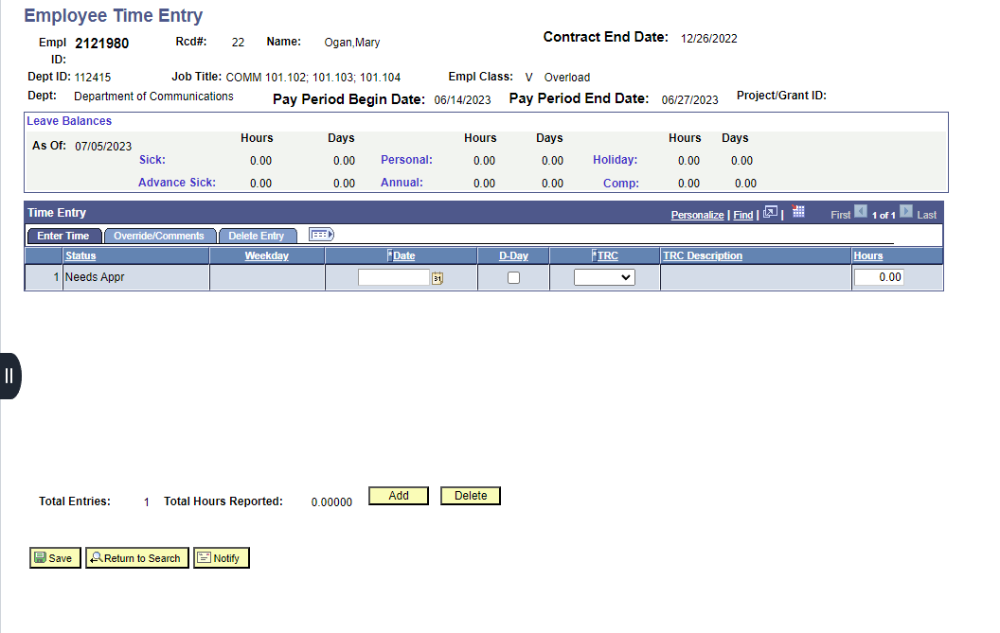 Employee Time Entry
Empl ID: 2121980 Rcd#: 22 Name: Ogan,Mary Contract End Date: 12/26/2022
Dept ID: 112415 Job Title: COMM 101.102; 101.103; 101.104 Empl Class: V Overload
Dept: Department of Communications Pay Period Begin Date: 06/14/2023 Pay Period End Date: 06/27/2023 Project/Grant ID:
Leave Balances
As Of: 07/05/2023
Hours Days Hours Days Hours Days
Sick: 0.00 0.00 Personal: 0.00 0.00 Holiday: 0.00 0.00
Advance Sick: 0.00 0.00 Annual: 0.00 0.00 Comp: 0.00 0.00
Time Entry Personalize | Find | | First 1 of 1 Last
Enter Time Override/Comments Delete Entry
Status Weekday *Date D-Day *TRC TRC Description Hours
1 Needs Appr 31 0.00
Total Entries: 1 Total Hours Reported: 0.00000 Add Delete
Save Return to Search Notify